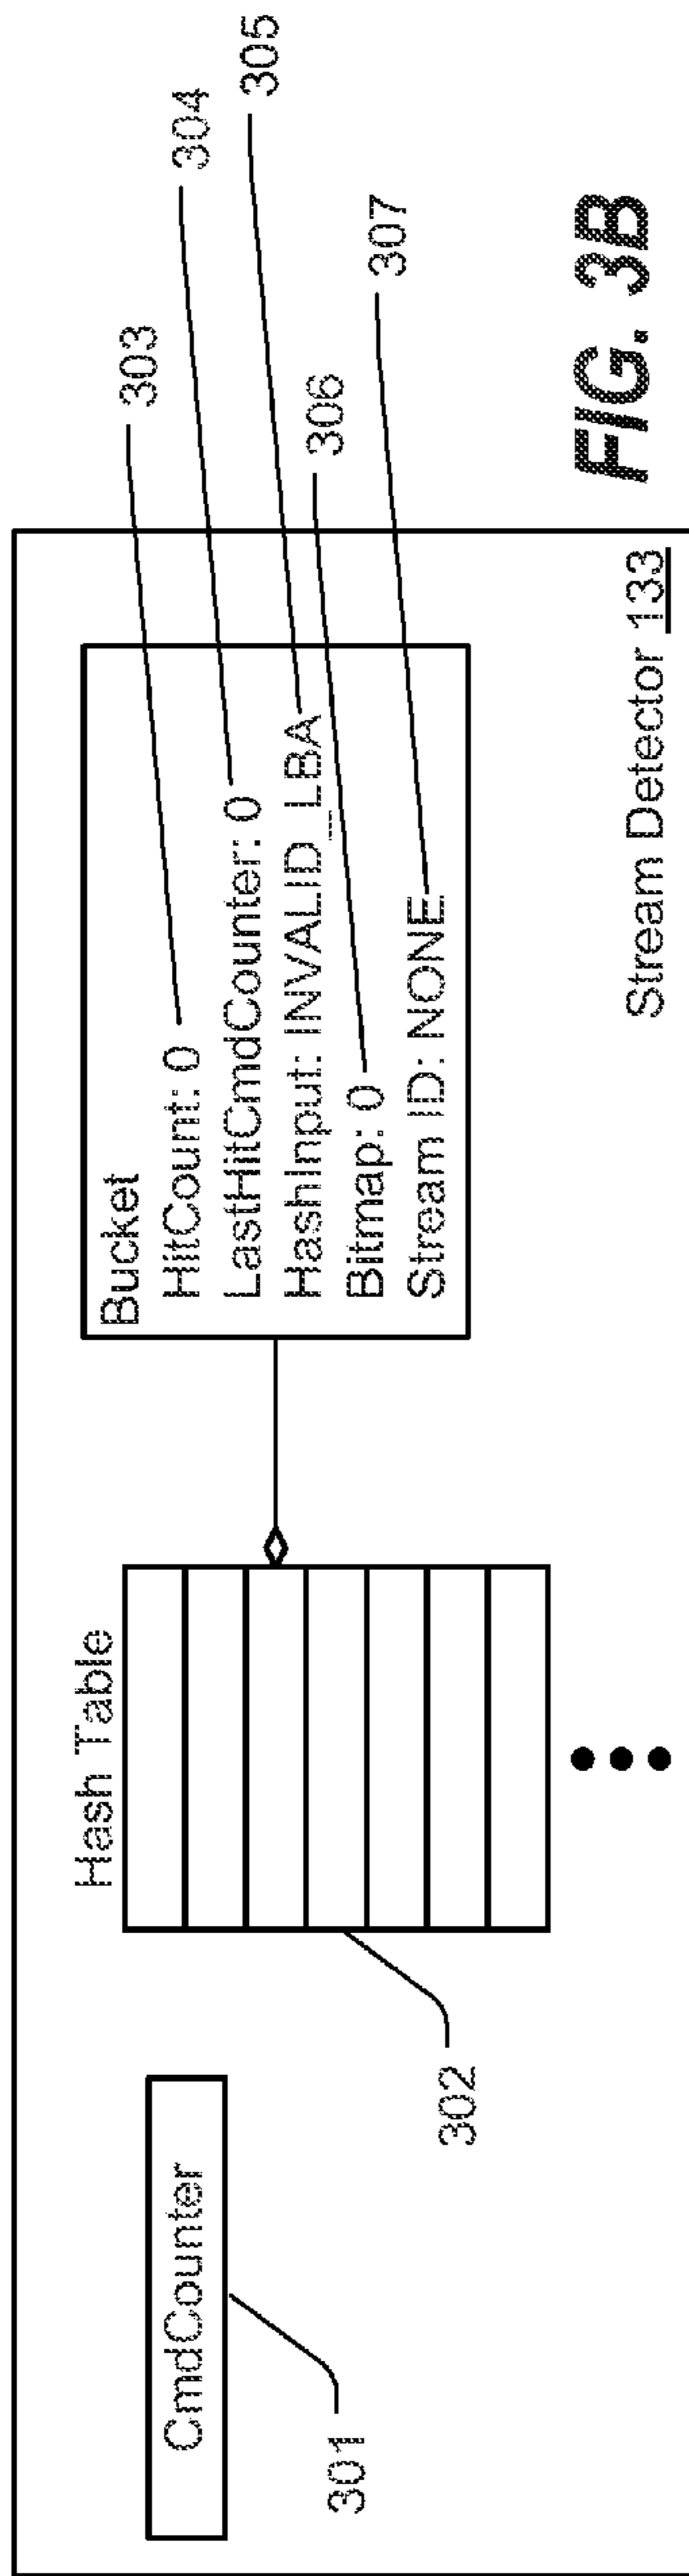 CmdCounter
301
Hash Table
302
Bucket
HitCount: 0
LastHitCmdCounter: 0
HashInput: INVALID_LBA
Bitmap: 0
Stream ID: NONE
303
304
305
306
307
Stream Detector 133
FIG. 3B